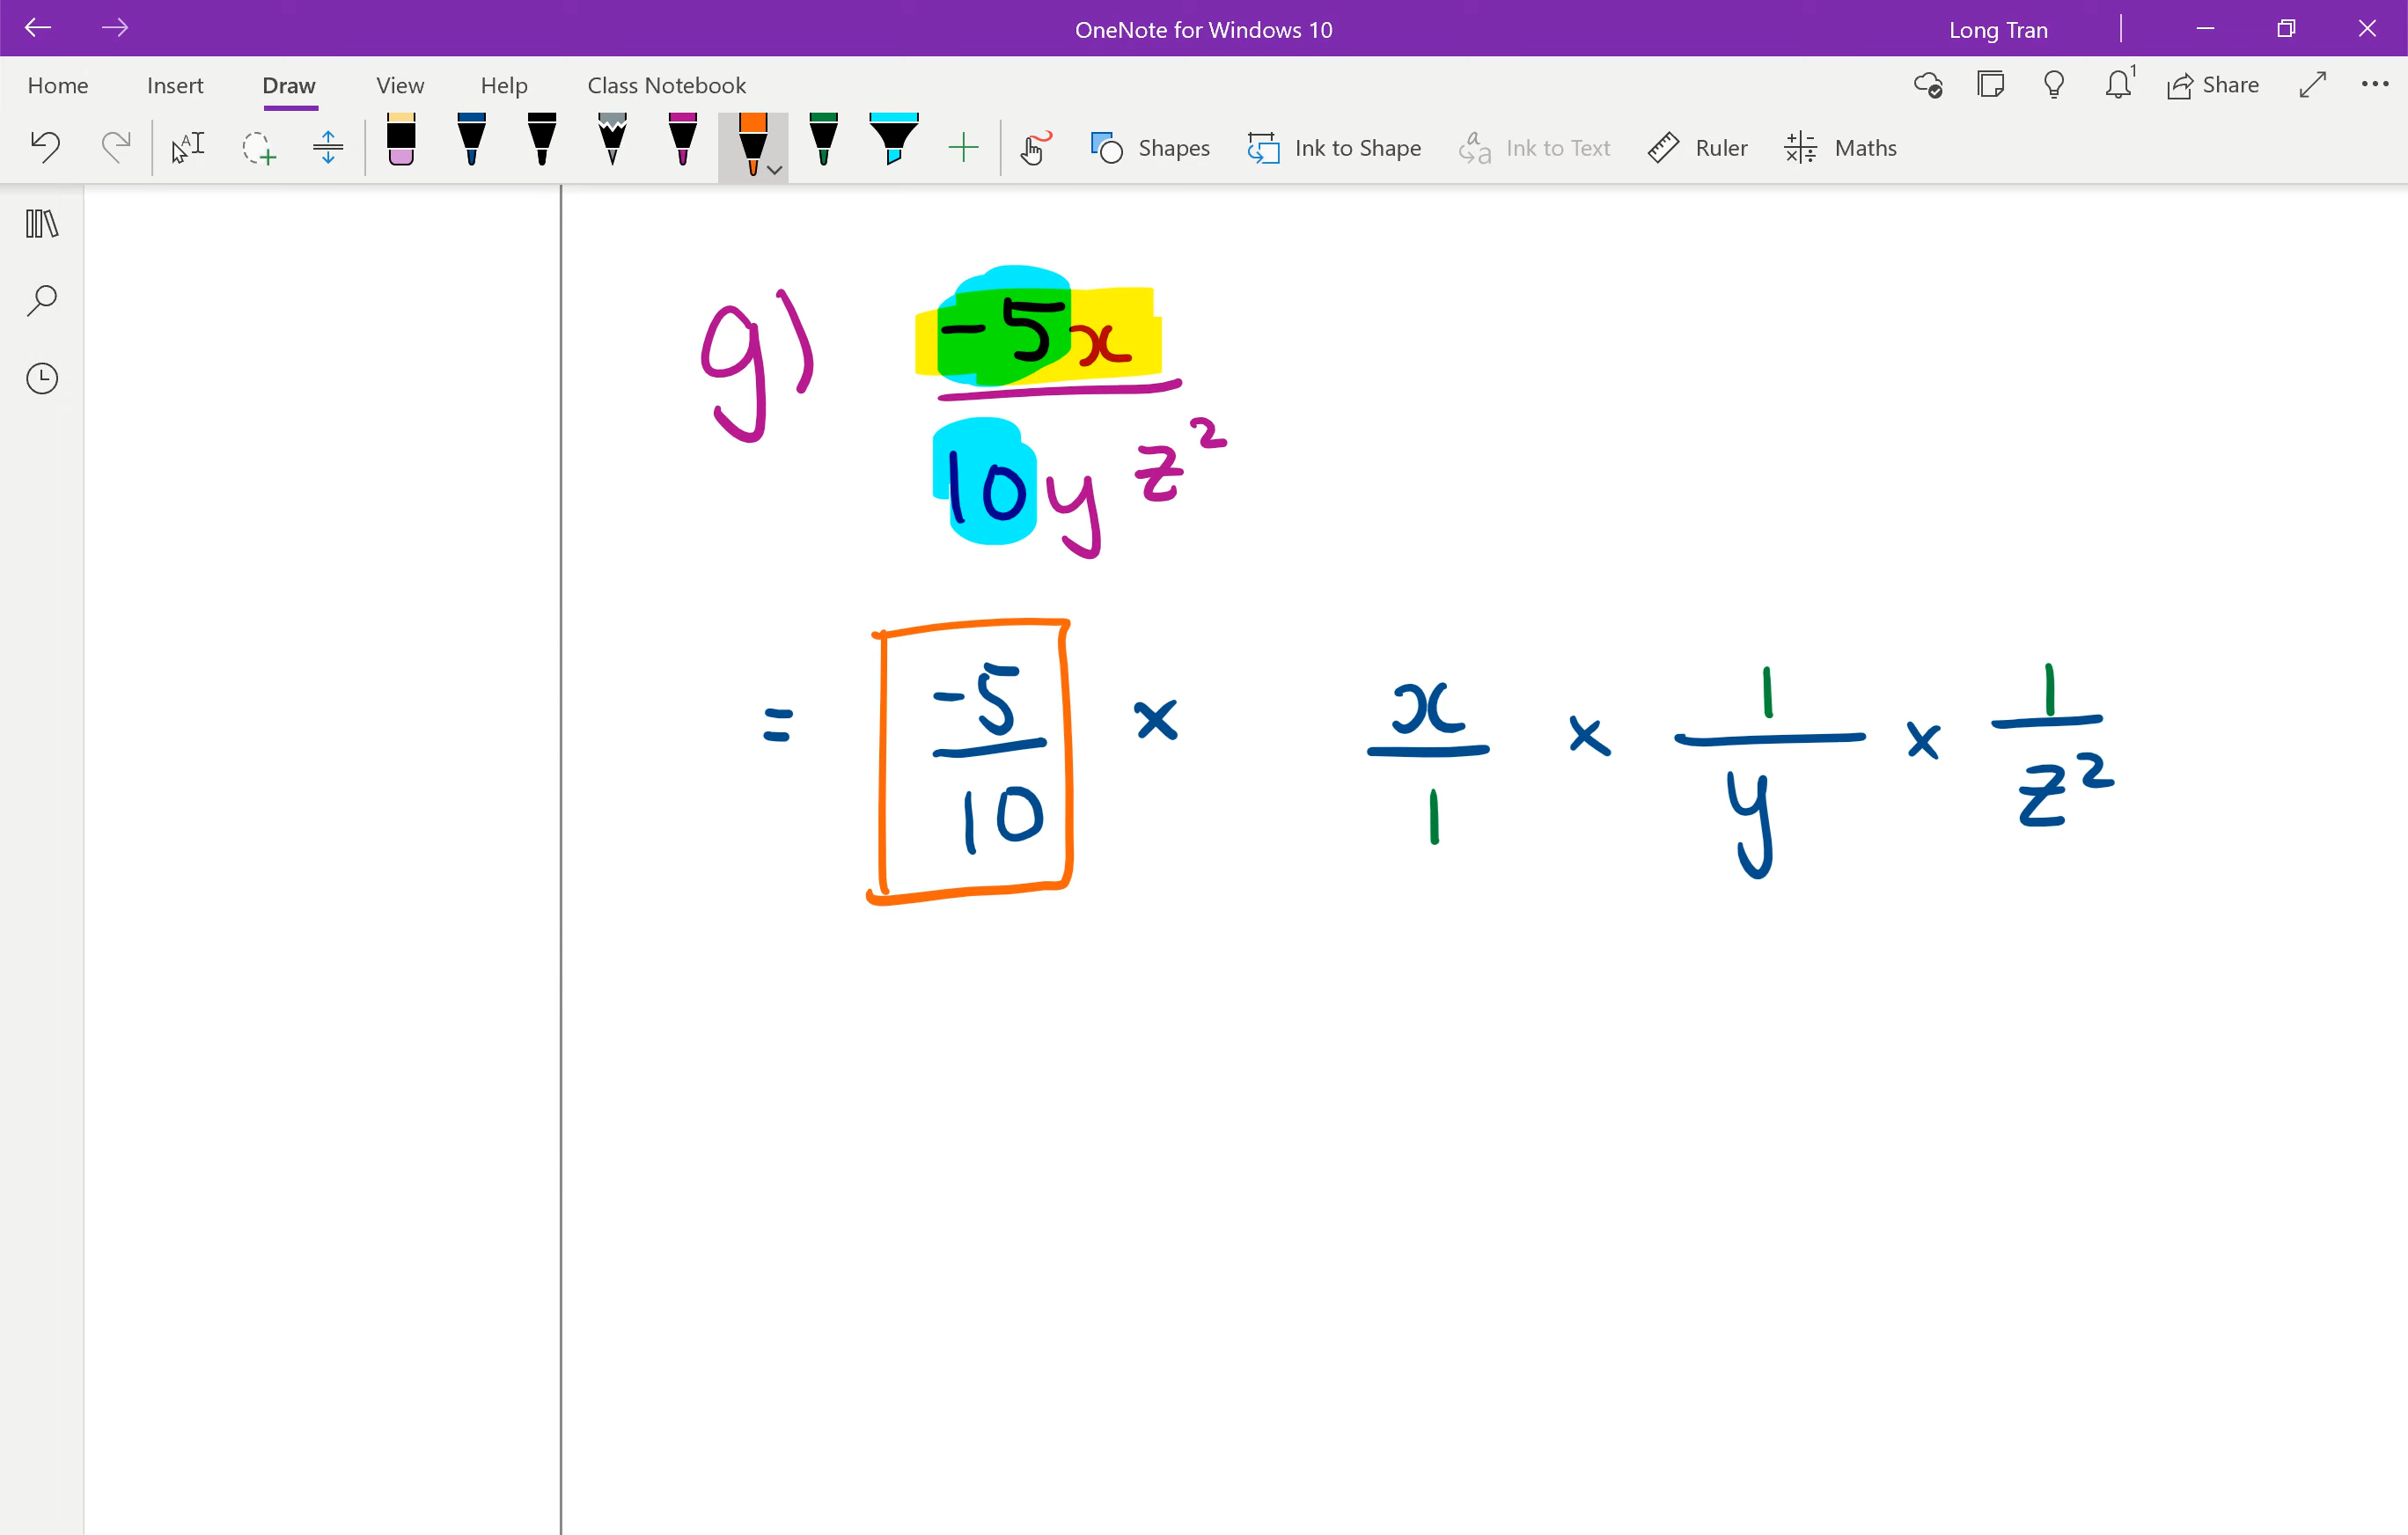 OneNote for Windows 10 Long Tran
Home Insert Draw View Help Class Notebook 1 Share
Shapes Ink to Shape Ink to Text Ruler Maths
g) -5x
10yz²
= -5/10 × x/1 × 1/y × 1/z²